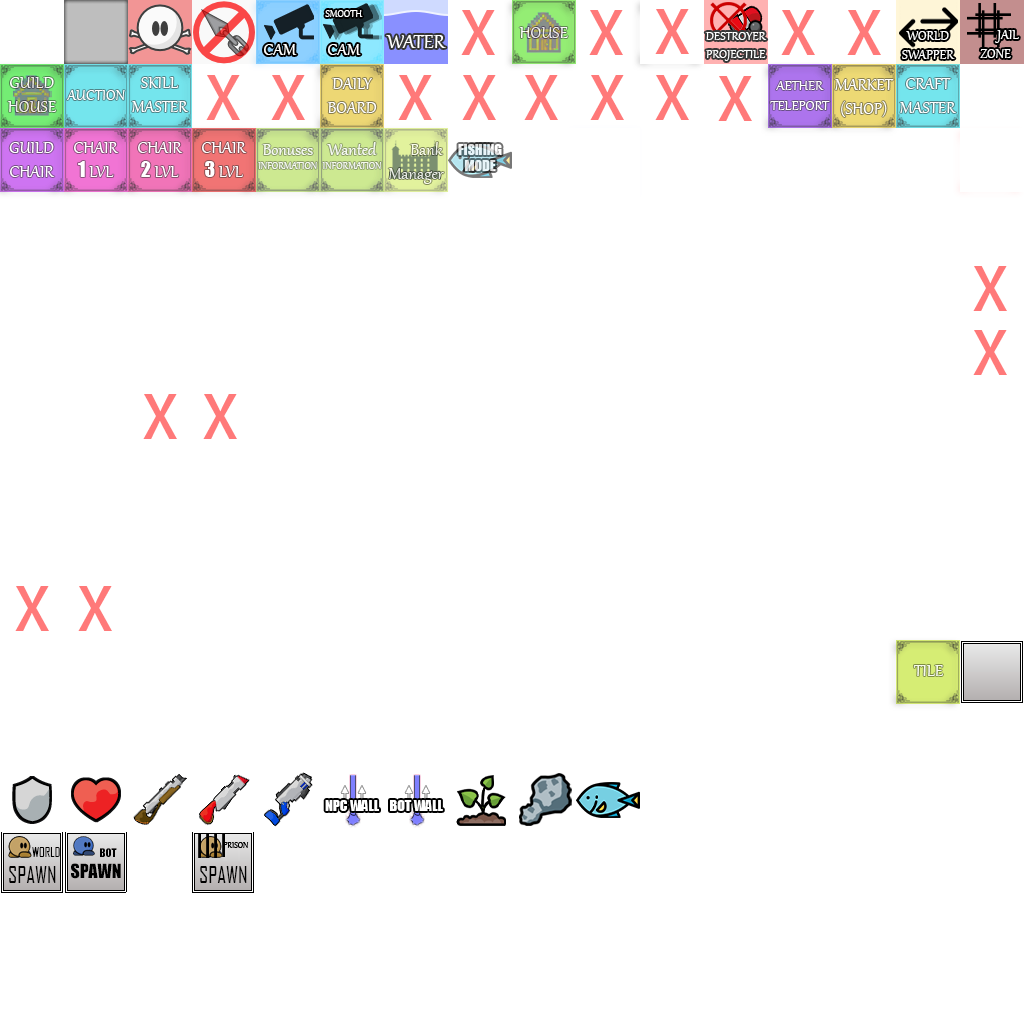 CAM
SMOOTH
CAM
WATER
X
HOUSE
X
X
DESTROYER
PROJECTILE
X
X
WORLD
SWAPPER
JAIL
ZONE
GUILD
HOUSE
AUCTION
SKILL
MASTER
X
X
DAILY
BOARD
X
X
X
X
X
X
AETHER
TELEPORT
MARKET
(SHOP)
CRAFT
MASTER
GUILD
CHAIR
CHAIR
1 LVL
CHAIR
2 LVL
CHAIR
3 LVL
Bonuses
INFORMATION
Wanted
INFORMATION
Bank
Manager
FISHING
MODE
X
X
X
X
X
X
TILE
NPC WALL
BOT WALL
WORLD
SPAWN
BOT
SPAWN
PRISON
SPAWN